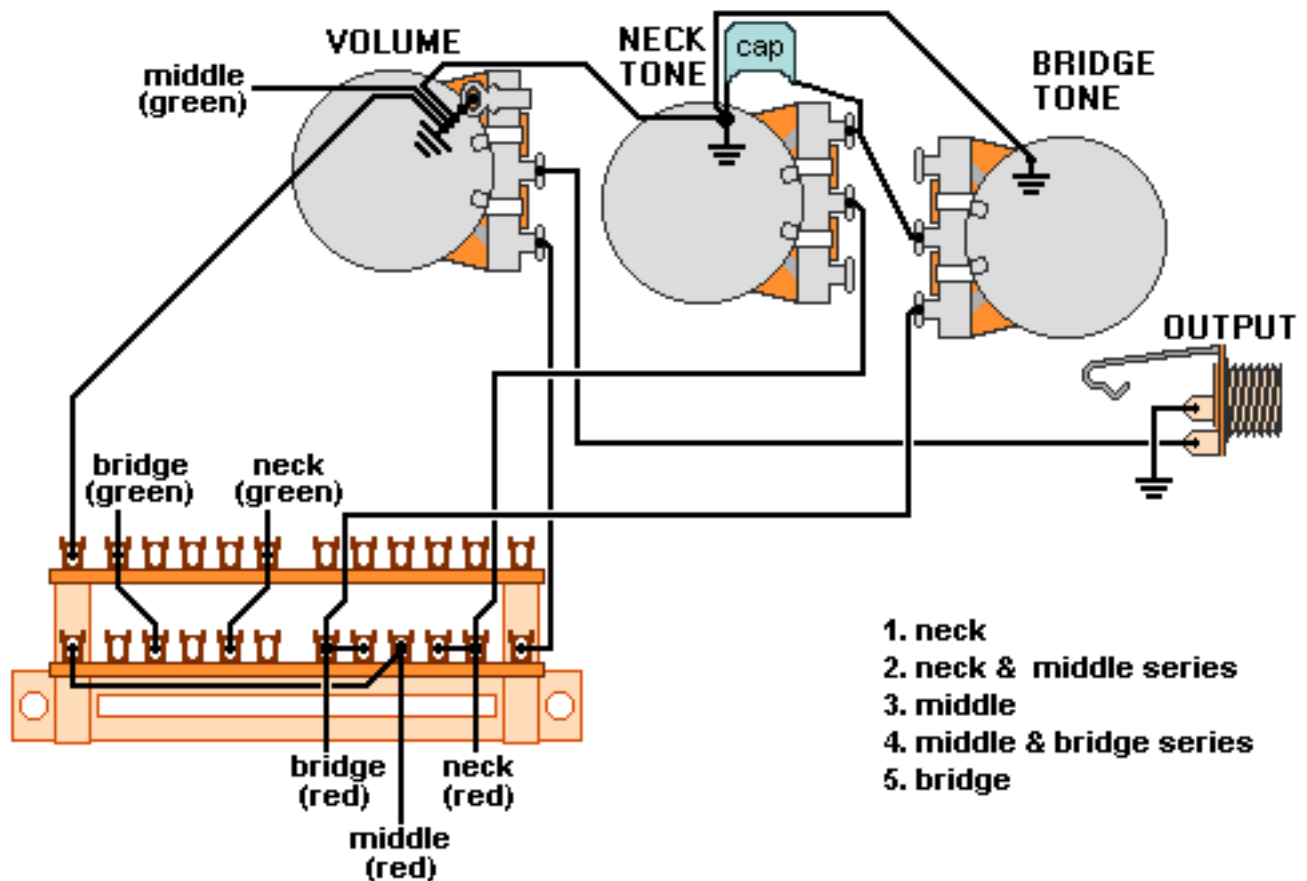 VOLUME
NECK
TONE
cap
BRIDGE
TONE
middle
(green)
OUTPUT
bridge
(green)
neck
(green)
1. neck
2. neck & middle series
3. middle
4. middle & bridge series
5. bridge
bridge
(red)
neck
(red)
middle
(red)